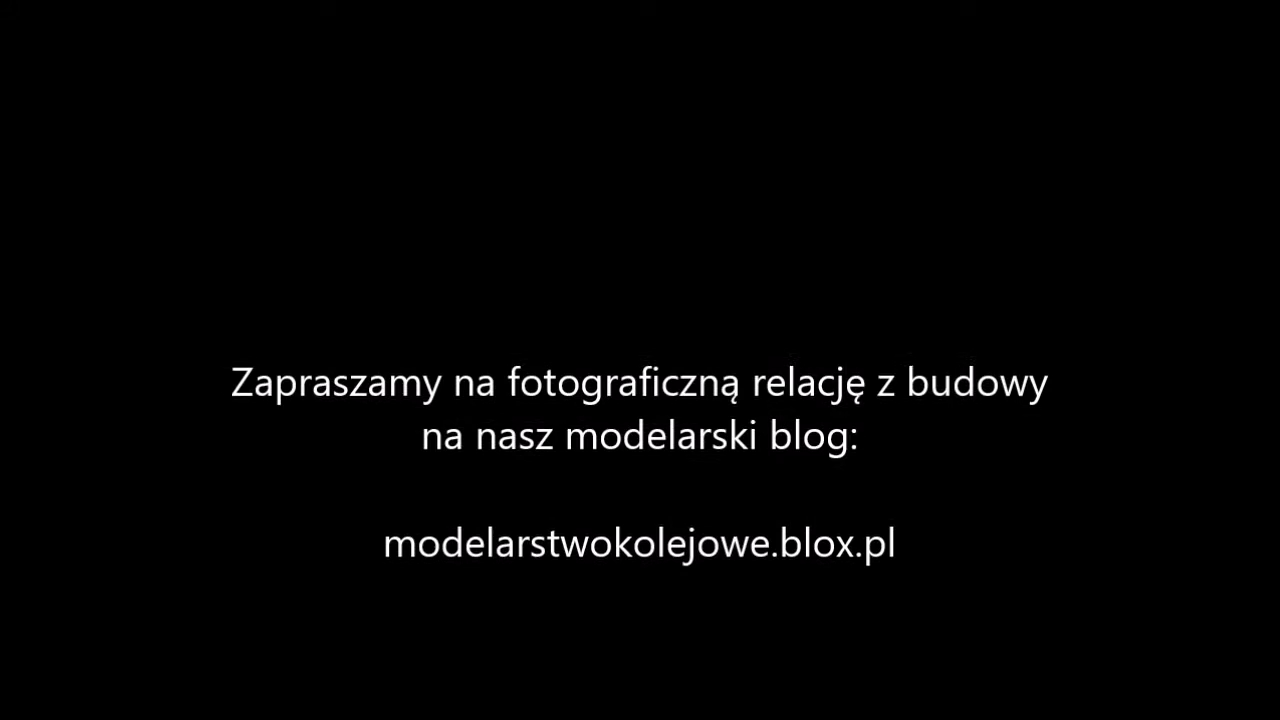 Zapraszamy na fotograficzną relację z budowy
na nasz modelarski blog:
modelarstwokolejowe.blox.pl